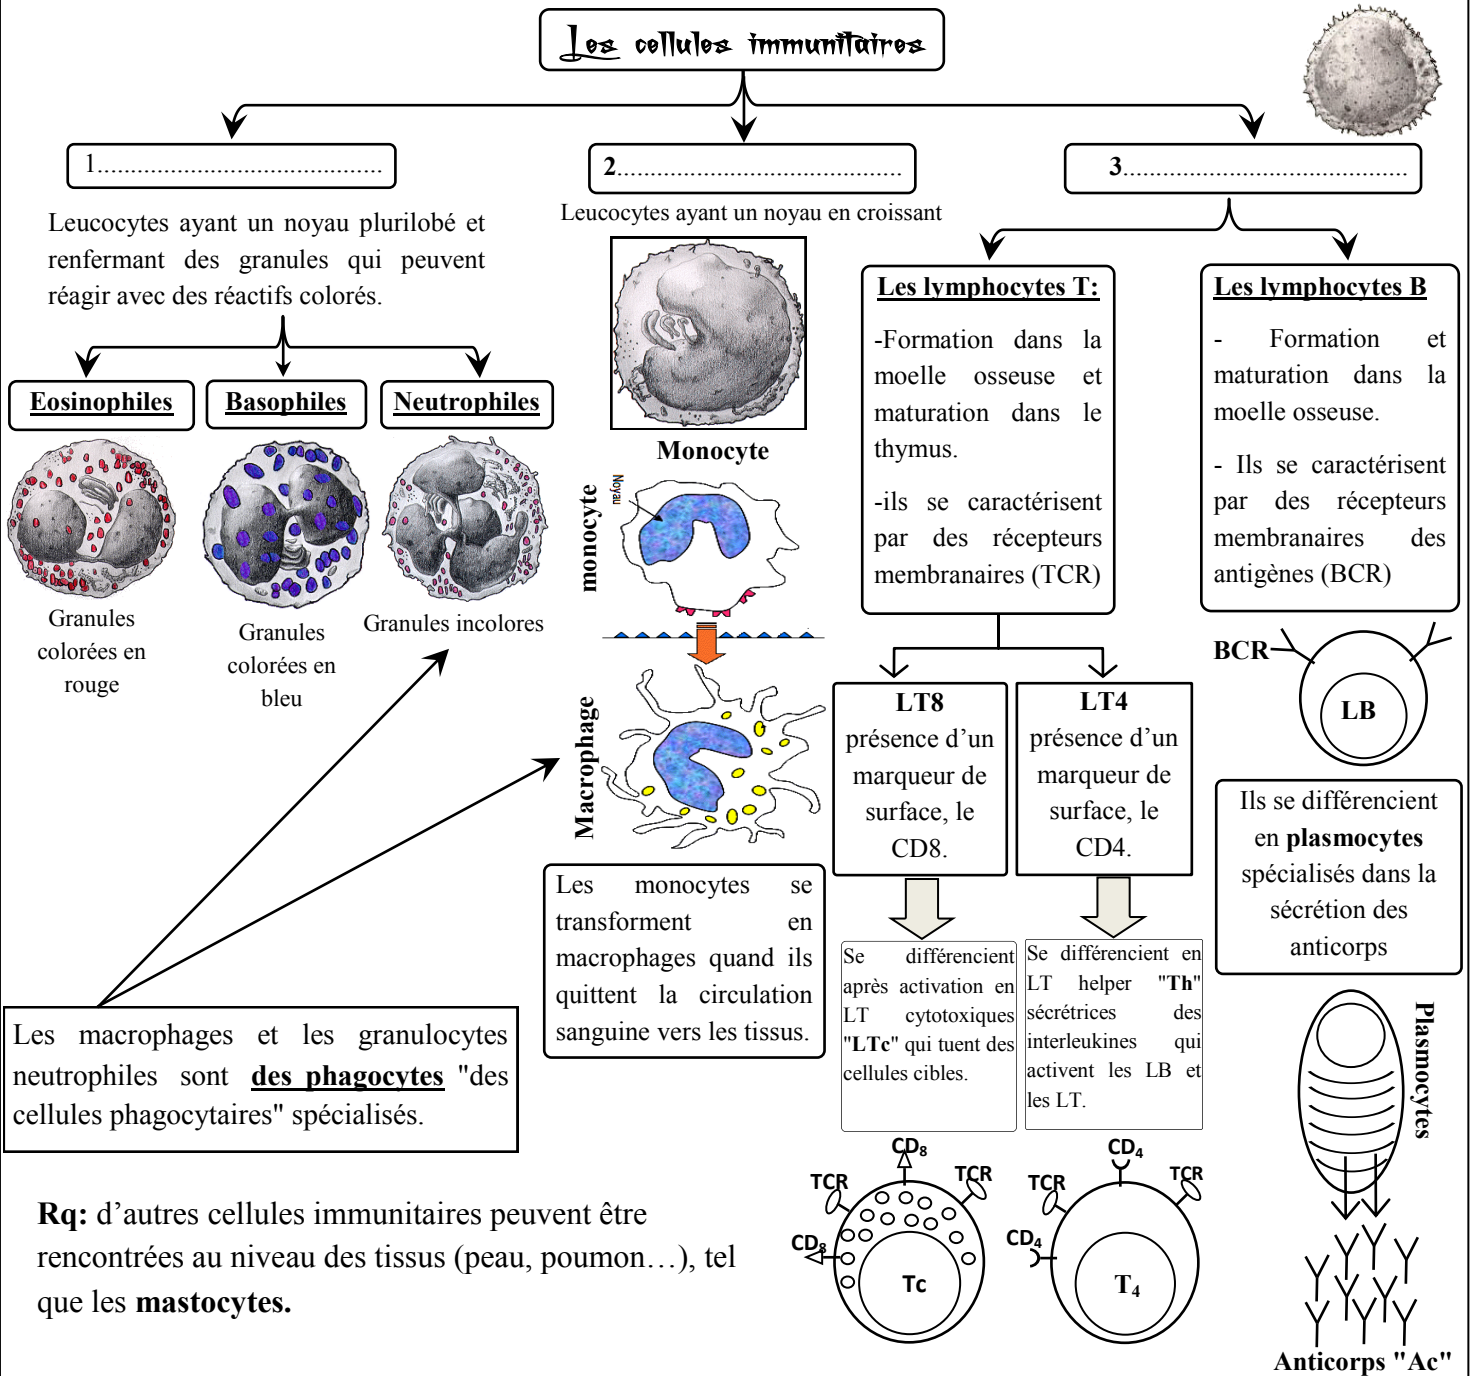 Les cellules immunitaires
1...........................................
2...........................................
3...........................................
Leucocytes ayant un noyau plurilobé et
renfermant des granules qui peuvent
réagir avec des réactifs colorés.
Eosinophiles
Basophiles
Neutrophiles
Granules
colorées en
rouge
Granules
colorées en
bleu
Granules incolores
Leucocytes ayant un noyau en croissant
Monocyte
Noyau
monocyte
Macrophage
Les monocytes se
transforment en
macrophages quand ils
quittent la circulation
sanguine vers les tissus.
Les macrophages et les granulocytes
neutrophiles sont des phagocytes "des
cellules phagocytaires" spécialisés.
Les lymphocytes T:
-Formation dans la
moelle osseuse et
maturation dans le
thymus.
-ils se caractérisent
par des récepteurs
membranaires (TCR)
LT8
présence d’un
marqueur de
surface, le
CD8.
LT4
présence d’un
marqueur de
surface, le
CD4.
Se différencient
après activation en
LT cytotoxiques
"LTc" qui tuent des
cellules cibles.
Se différencient en
LT helper "Th"
sécrétrices des
interleukines qui
activent les LB et
les LT.
CD8
TCR
TCR
CD8
Tc
CD4
TCR
TCR
CD4
T4
Les lymphocytes B
- Formation et
maturation dans la
moelle osseuse.
- Ils se caractérisent
par des récepteurs
membranaires des
antigènes (BCR)
BCR
LB
Ils se différencient
en plasmocytes
spécialisés dans la
sécrétion des
anticorps
Plasmocytes
Anticorps "Ac"
Rq: d’autres cellules immunitaires peuvent être
rencontrées au niveau des tissus (peau, poumon…), tel
que les mastocytes.